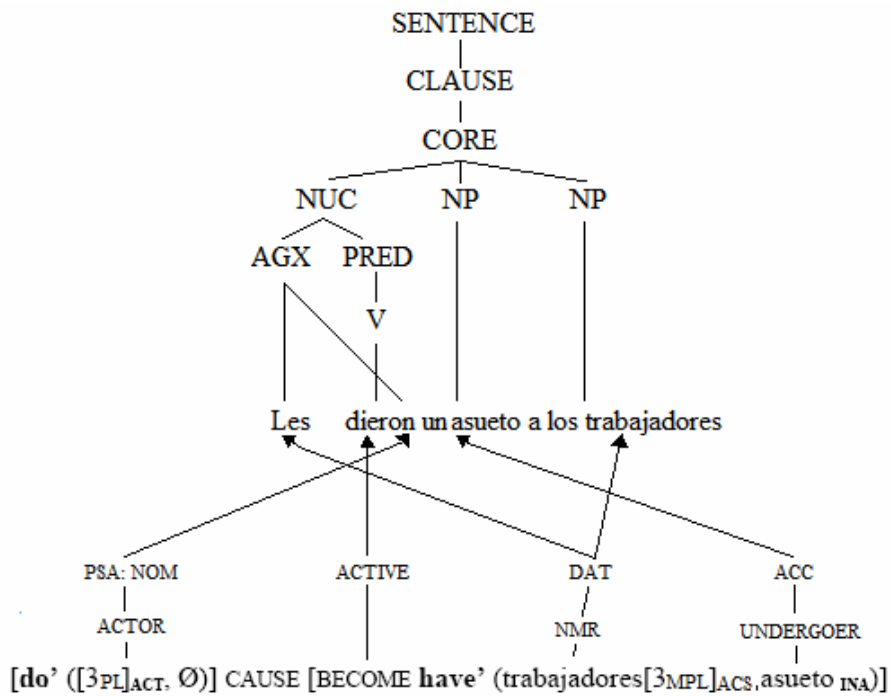 SENTENCE
CLAUSE
CORE
NUC NP NP
AGX PRED
V
Les dieron un asueto a los trabajadores
PSA: NOM ACTIVE DAT ACC
ACTOR NMR UNDERGOER
[do’ ([3PL]ACT, Ø)] CAUSE [BECOME have’ (trabajadores[3MPL]ACS, asueto INA)]